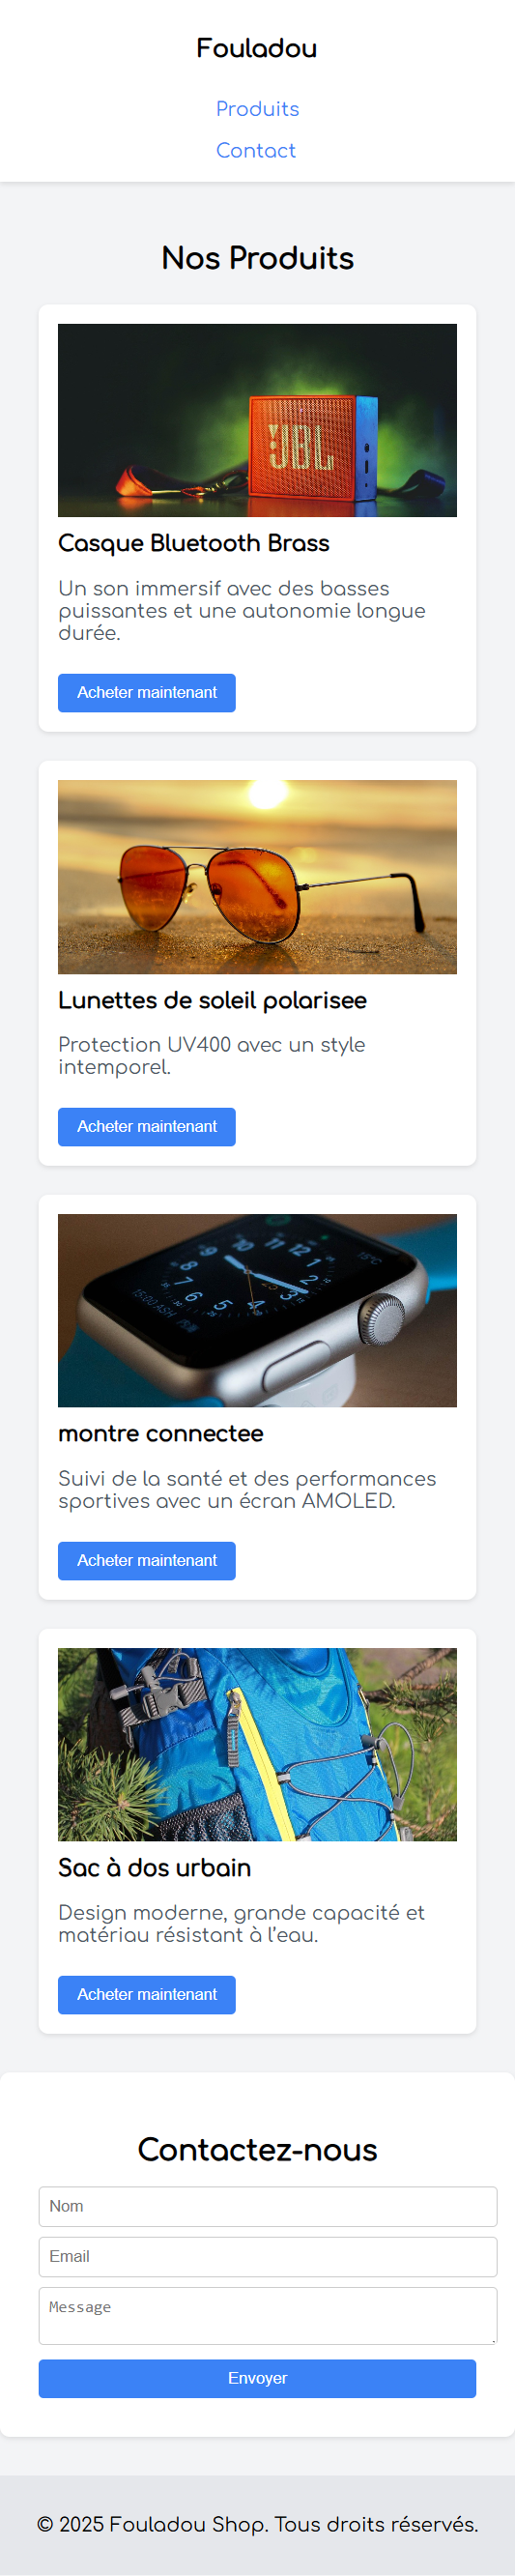 Fouladou
Produits
Contact
Nos Produits
JBL
Casque Bluetooth Brass
Un son immersif avec des basses
puissantes et une autonomie longue
durée.
Acheter maintenant
Lunettes de soleil polarisee
Protection UV400 avec un style
intemporel.
Acheter maintenant
montre connectee
Suivi de la santé et des performances
sportives avec un écran AMOLED.
Acheter maintenant
Sac à dos urbain
Design moderne, grande capacité et
matériau résistant à l’eau.
Acheter maintenant
Contactez-nous
Nom
Email
Message
Envoyer
© 2025 Fouladou Shop. Tous droits réservés.